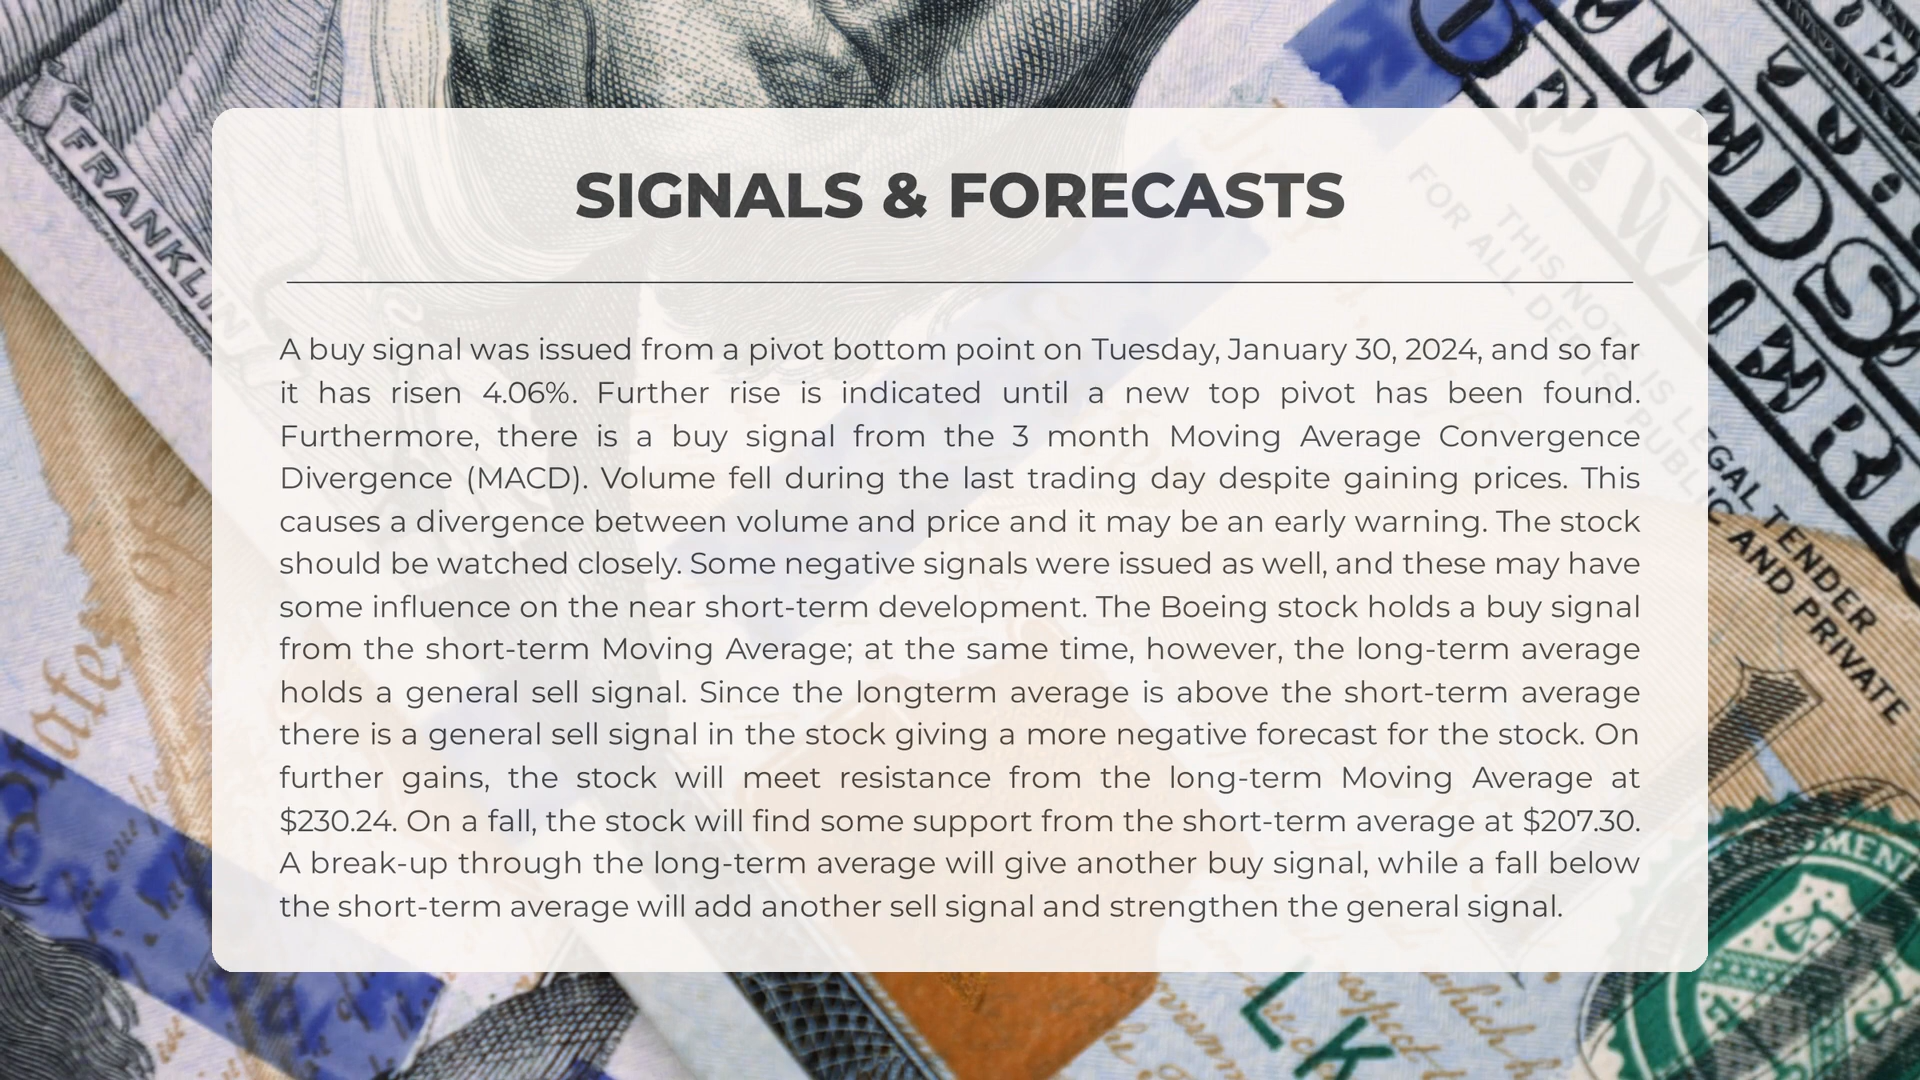 SIGNALS & FORECASTS
A buy signal was issued from a pivot bottom point on Tuesday, January 30, 2024, and so far
it has risen 4.06%. Further rise is indicated until a new top pivot has been found.
Furthermore, there is a buy signal from the 3 month Moving Average Convergence
Divergence (MACD). Volume fell during the last trading day despite gaining prices. This
causes a divergence between volume and price and it may be an early warning. The stock
should be watched closely. Some negative signals were issued as well, and these may have
some influence on the near short-term development. The Boeing stock holds a buy signal
from the short-term Moving Average; at the same time, however, the long-term average
holds a general sell signal. Since the longterm average is above the short-term average
there is a general sell signal in the stock giving a more negative forecast for the stock. On
further gains, the stock will meet resistance from the long-term Moving Average at
$230.24. On a fall, the stock will find some support from the short-term average at $207.30.
A break-up through the long-term average will give another buy signal, while a fall below
the short-term average will add another sell signal and strengthen the general signal.
FRANKLIN
THIS NOTE IS LEGAL TENDER
FOR ALL DEBTS PUBLIC AND PRIVATE
LK